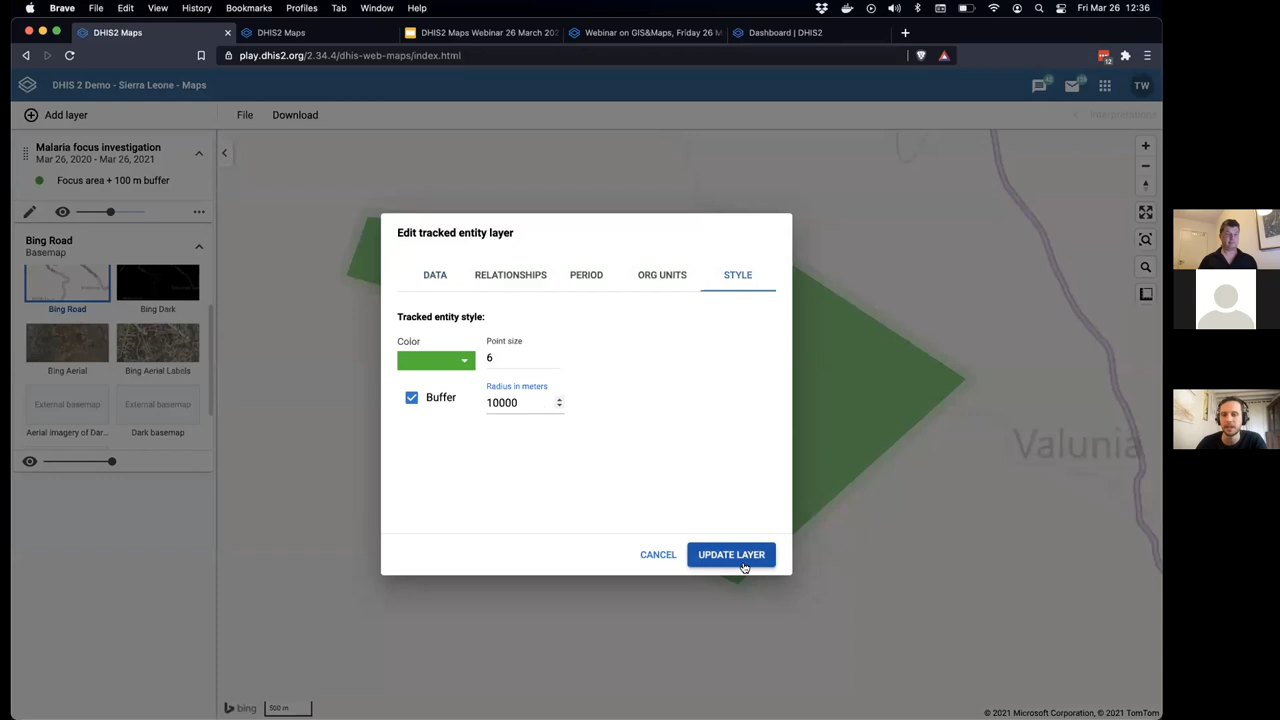 Brave File Edit View History Bookmarks Profiles Tab Window Help Fri Mar 26 12:36
DHIS2 Maps
DHIS2 Maps
DHIS2 Maps Webinar 26 March 202
Webinar on GIS&Maps, Friday 26 M
Dashboard | DHIS2
play.dhis2.org/2.34.4/dhis-web-maps/index.html
12
DHIS 2 Demo - Sierra Leone - Maps
TW
Add layer
File
Download
Interpretations
Malaria focus investigation
Mar 26, 2020 - Mar 26, 2021
Focus area + 100 m buffer
Bing Road
Basemap
Bing Road
Bing Dark
Bing Aerial
Bing Aerial Labels
External basemap
External basemap
Aerial imagery of Dar...
Dark basemap
Edit tracked entity layer
DATA
RELATIONSHIPS
PERIOD
ORG UNITS
STYLE
Tracked entity style:
Color
Point size
6
Buffer
Radius in meters
10000
CANCEL
UPDATE LAYER
Valunia
bing
500 m
© 2021 Microsoft Corporation, © 2021 TomTom